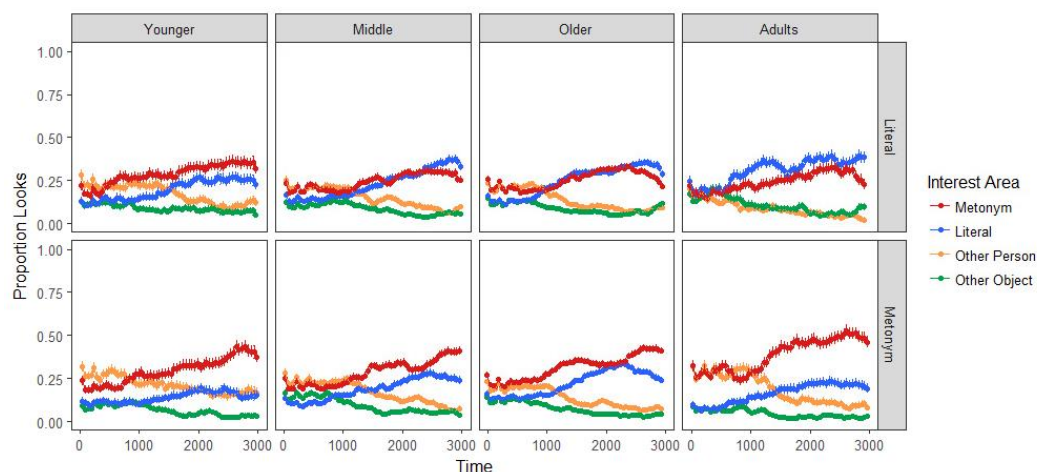 Younger
Middle
Older
Adults
1.00
0.75
0.50
0.25
0.00
Literal
1.00
0.75
0.50
0.25
0.00
Metonym
Proportion Looks
0 1000 2000 3000
0 1000 2000 3000
0 1000 2000 3000
0 1000 2000 3000
Time
Interest Area
Metonym
Literal
Other Person
Other Object